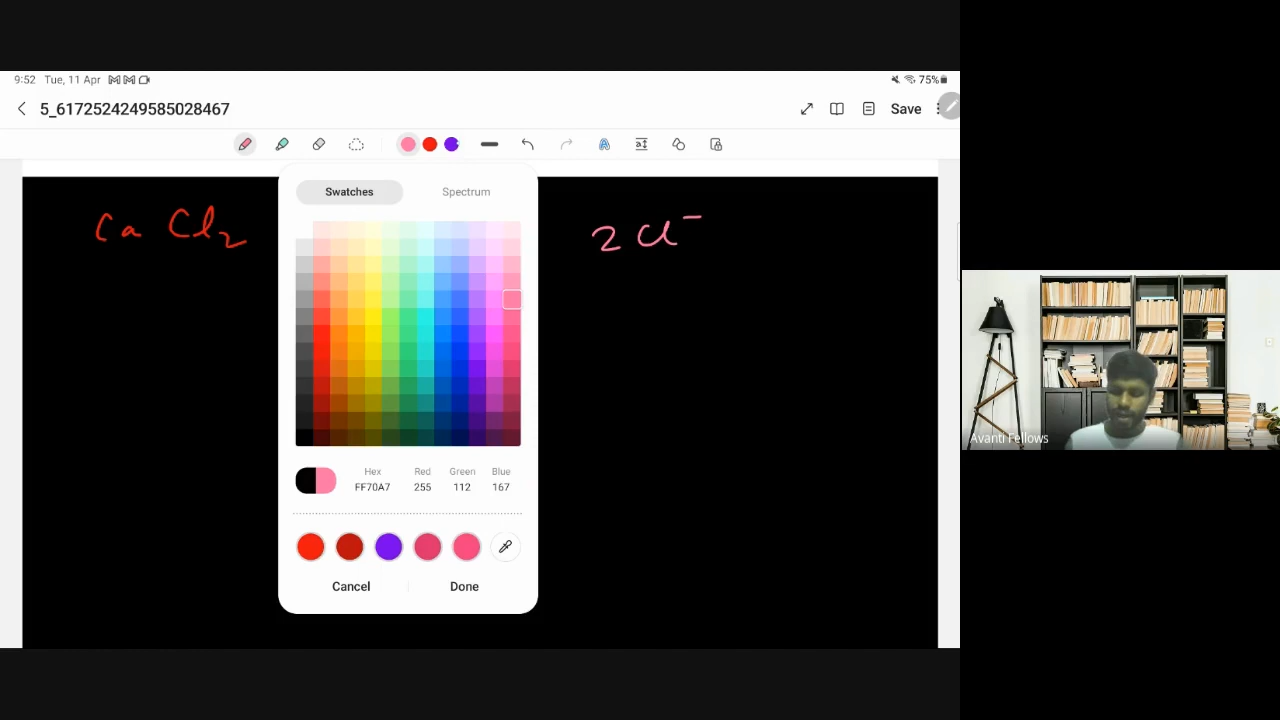 9:52 Tue, 11 Apr 75%
5_6172524249585028467 Save
Swatches Spectrum
Ca Cl2 2 Cl⁻
Hex Red Green Blue
FF70A7 255 112 167
Cancel Done
Avanti Fellows